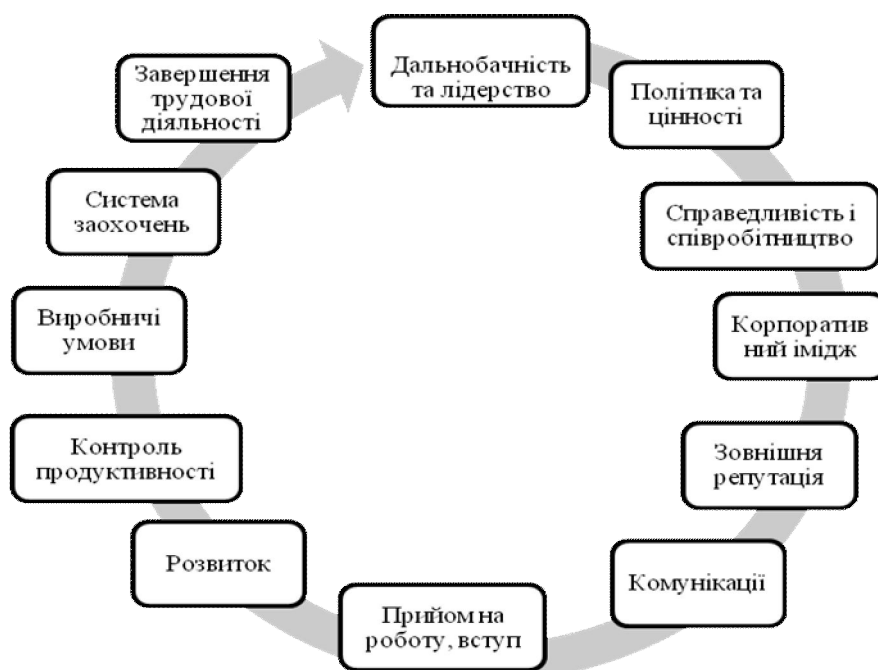 Дальнобачність
та лідерство
Політика та
цінності
Справедливість і
співробітництво
Корпоратив
ний імідж
Зовнішня
репутація
Комунікації
Прийом на
роботу, вступ
Розвиток
Контроль
продуктивності
Виробничі
умови
Система
заохочень
Завершення
трудової
діяльності